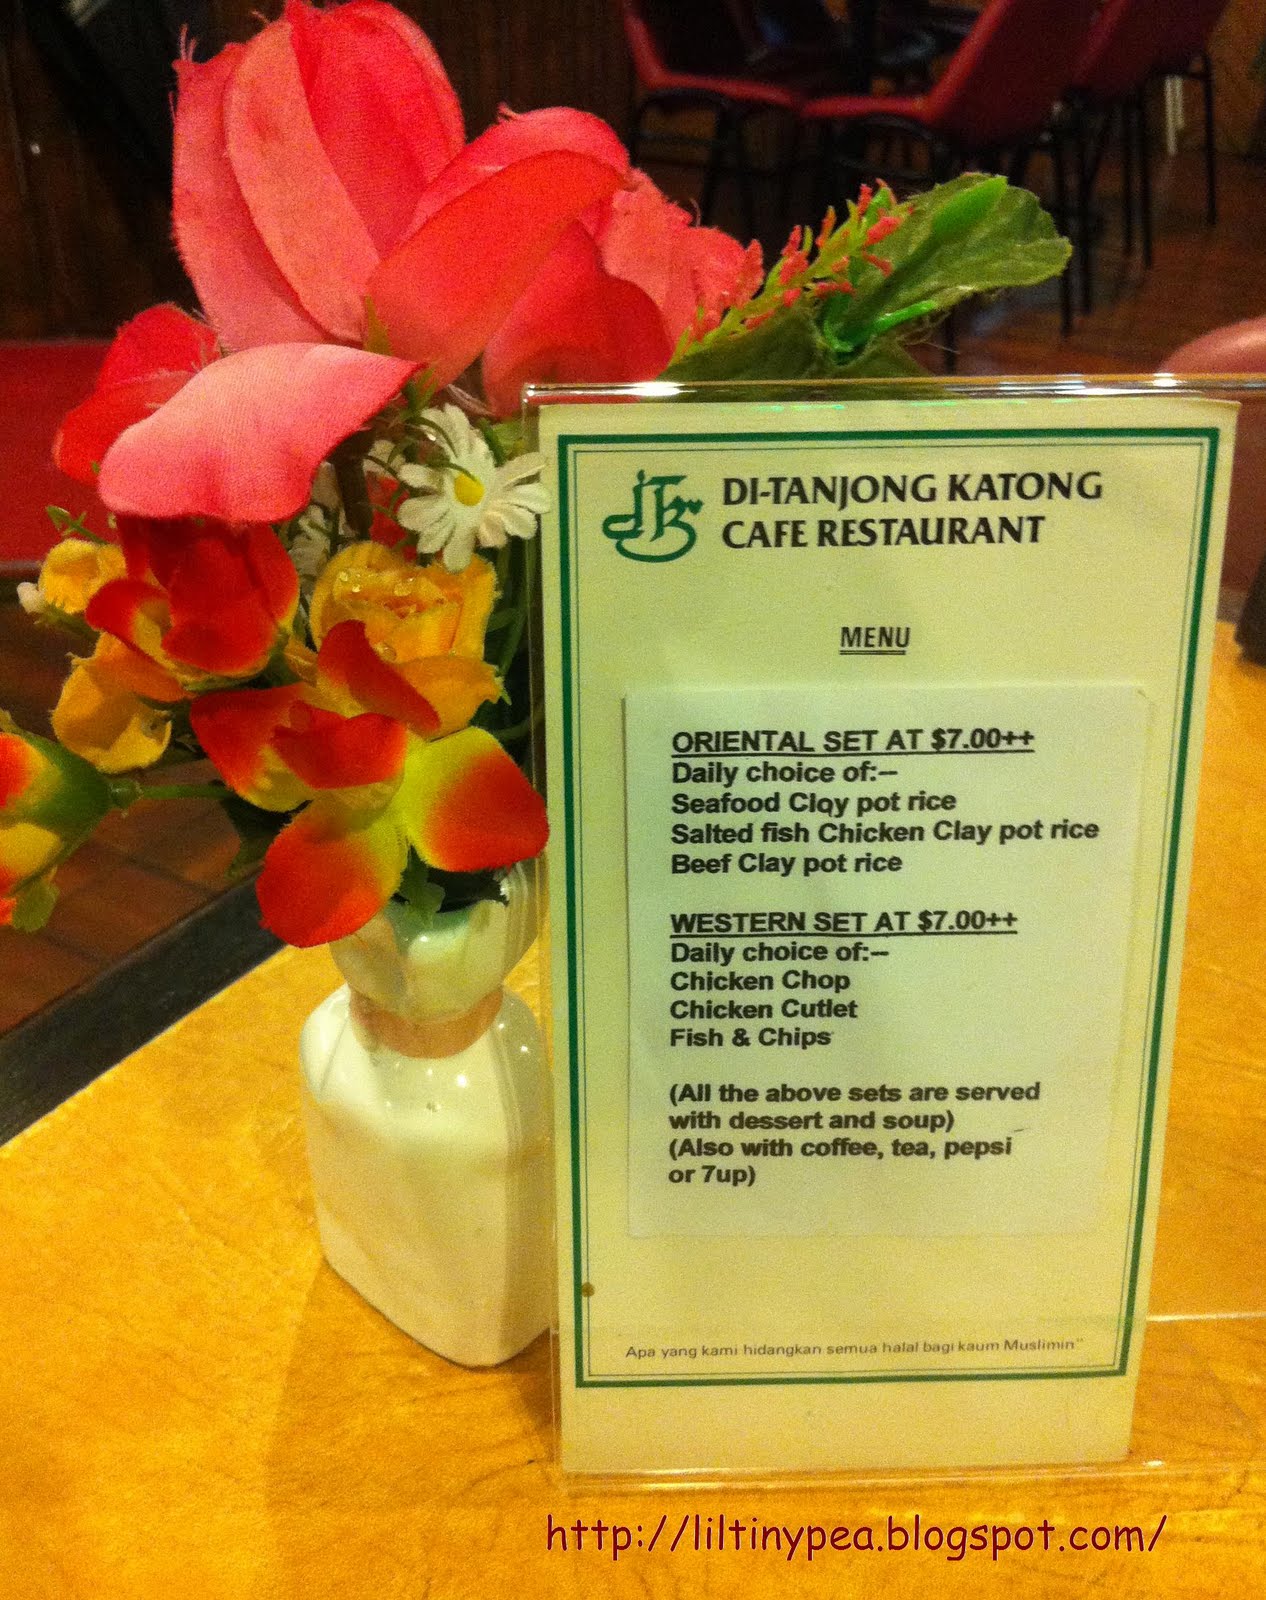 DI-TANJONG KATONG
CAFE RESTAURANT
MENU
ORIENTAL SET AT $7.00++
Daily choice of:--
Seafood Clay pot rice
Salted fish Chicken Clay pot rice
Beef Clay pot rice
WESTERN SET AT $7.00++
Daily choice of:--
Chicken Chop
Chicken Cutlet
Fish & Chips
(All the above sets are served
with dessert and soup)
(Also with coffee, tea, pepsi
or 7up)
Apa yang kami hidangkan semua halal bagi kaum Muslimin"
http://liltinypea.blogspot.com/